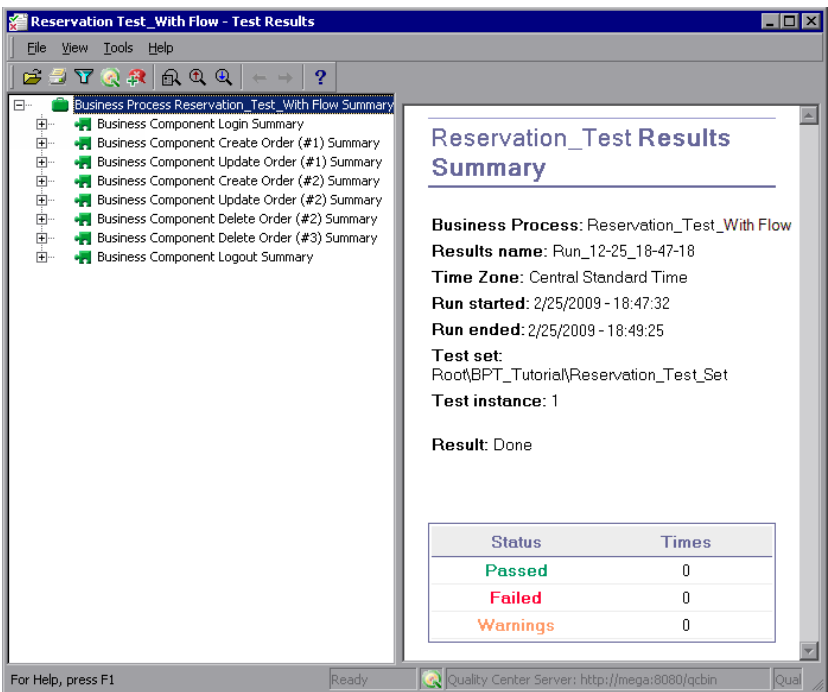 Reservation Test_With Flow - Test Results
File View Tools Help
?
Business Process Reservation_Test_With Flow Summary
Business Component Login Summary
Business Component Create Order (#1) Summary
Business Component Update Order (#1) Summary
Business Component Create Order (#2) Summary
Business Component Update Order (#2) Summary
Business Component Delete Order (#2) Summary
Business Component Delete Order (#3) Summary
Business Component Logout Summary
Reservation_Test Results
Summary
Business Process: Reservation_Test_With Flow
Results name: Run_12-25_18-47-18
Time Zone: Central Standard Time
Run started: 2/25/2009 - 18:47:32
Run ended: 2/25/2009 - 18:49:25
Test set:
Root\BPT_Tutorial\Reservation_Test_Set
Test instance: 1
Result: Done
Status Times
Passed 0
Failed 0
Warnings 0
For Help, press F1 Ready Quality Center Server: http://mega:8080/qcbin Qual